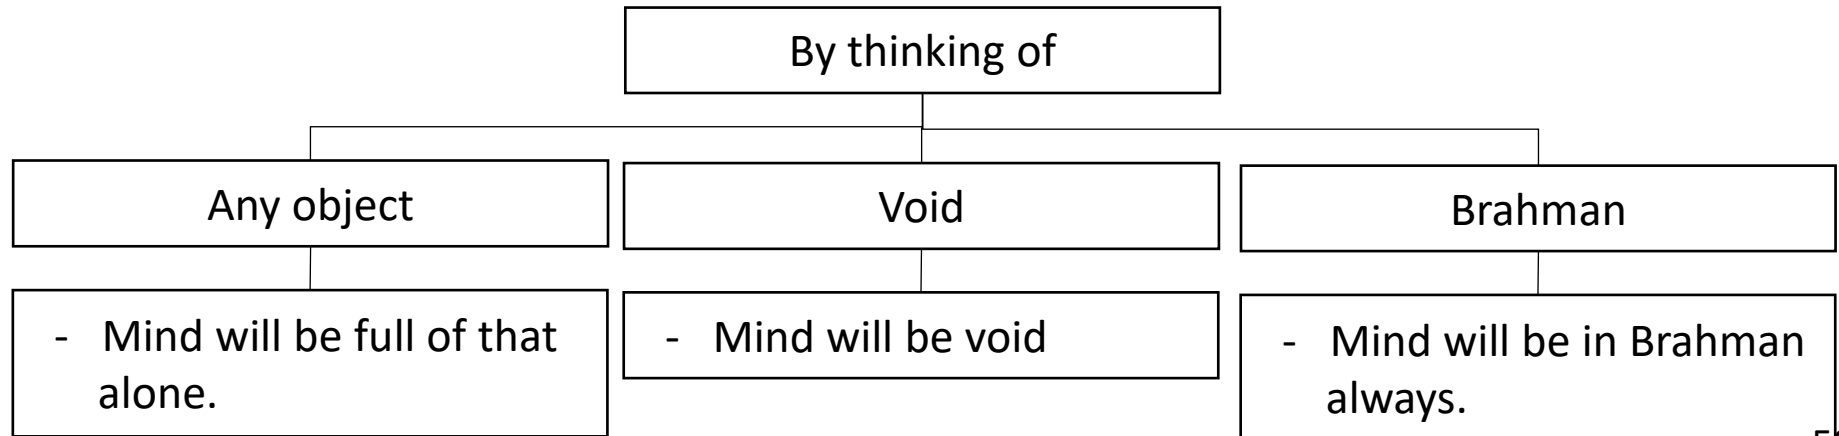 By thinking of
Any object
Void
Brahman
- Mind will be full of that
alone.
- Mind will be void
- Mind will be in Brahman
always.